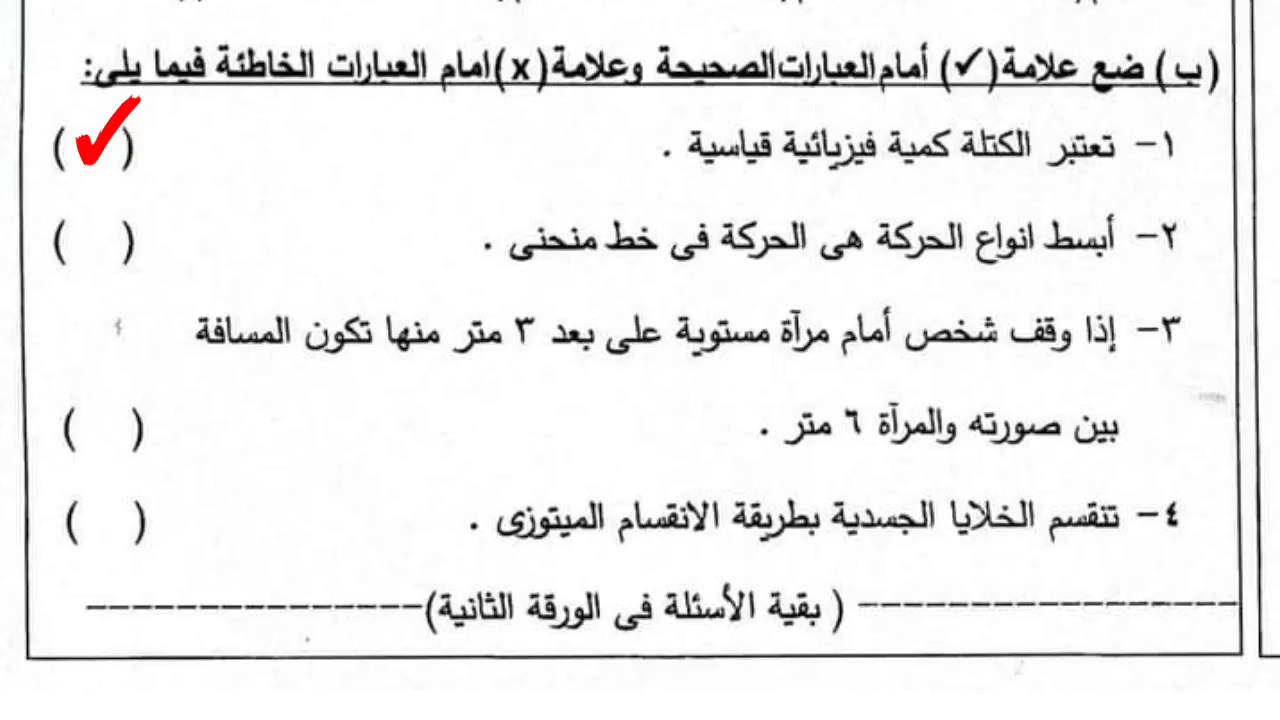 (ب) ضع علامة (✓) أمام العبارات الصحيحة وعلامة (x) امام العبارات الخاطئة فيما يلى:
١- تعتبر الكتلة كمية فيزيائية قياسية . (✓)
٢- أبسط انواع الحركة هى الحركة فى خط منحنى . ( )
٣- إذا وقف شخص أمام مرآة مستوية على بعد ٣ متر منها تكون المسافة
بين صورته والمرآة ٦ متر . ( )
٤- تنقسم الخلايا الجسدية بطريقة الانقسام الميتوزى . ( )
----------------- ( بقية الأسئلة فى الورقة الثانية)---------------